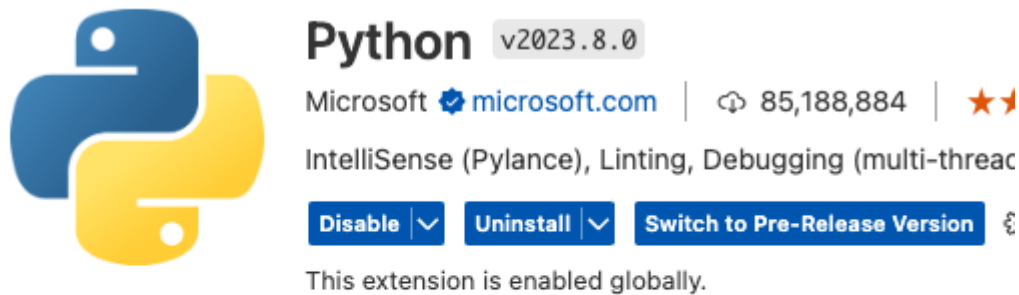 Python v2023.8.0
Microsoft microsoft.com 85,188,884
IntelliSense (Pylance), Linting, Debugging (multi-thread
Disable Uninstall Switch to Pre-Release Version
This extension is enabled globally.